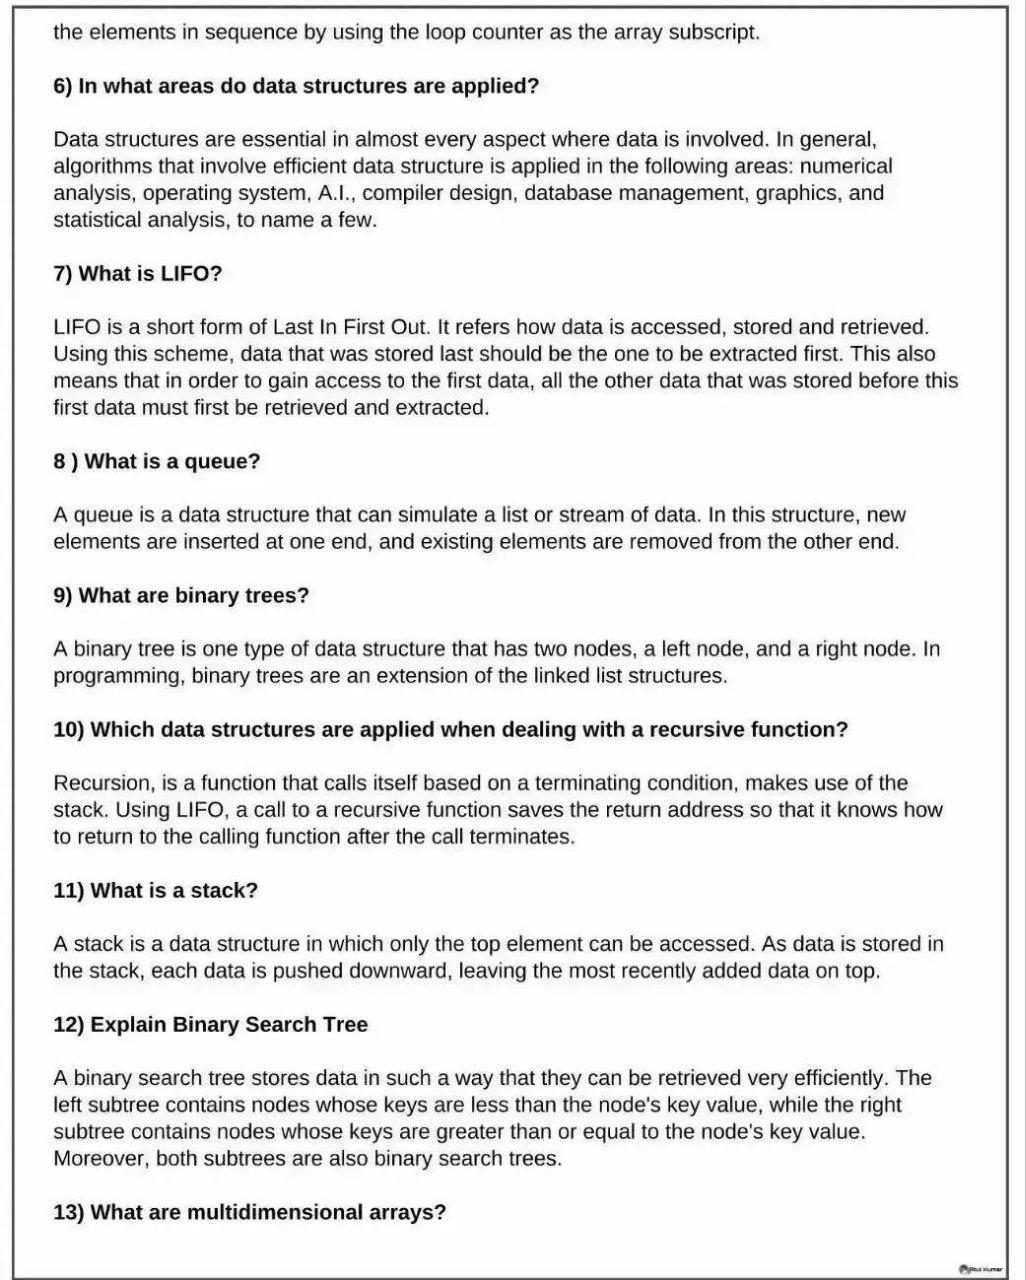 the elements in sequence by using the loop counter as the array subscript.
6) In what areas do data structures are applied?
Data structures are essential in almost every aspect where data is involved. In general,
algorithms that involve efficient data structure is applied in the following areas: numerical
analysis, operating system, A.I., compiler design, database management, graphics, and
statistical analysis, to name a few.
7) What is LIFO?
LIFO is a short form of Last In First Out. It refers how data is accessed, stored and retrieved.
Using this scheme, data that was stored last should be the one to be extracted first. This also
means that in order to gain access to the first data, all the other data that was stored before this
first data must first be retrieved and extracted.
8 ) What is a queue?
A queue is a data structure that can simulate a list or stream of data. In this structure, new
elements are inserted at one end, and existing elements are removed from the other end.
9) What are binary trees?
A binary tree is one type of data structure that has two nodes, a left node, and a right node. In
programming, binary trees are an extension of the linked list structures.
10) Which data structures are applied when dealing with a recursive function?
Recursion, is a function that calls itself based on a terminating condition, makes use of the
stack. Using LIFO, a call to a recursive function saves the return address so that it knows how
to return to the calling function after the call terminates.
11) What is a stack?
A stack is a data structure in which only the top element can be accessed. As data is stored in
the stack, each data is pushed downward, leaving the most recently added data on top.
12) Explain Binary Search Tree
A binary search tree stores data in such a way that they can be retrieved very efficiently. The
left subtree contains nodes whose keys are less than the node's key value, while the right
subtree contains nodes whose keys are greater than or equal to the node's key value.
Moreover, both subtrees are also binary search trees.
13) What are multidimensional arrays?
Kumar